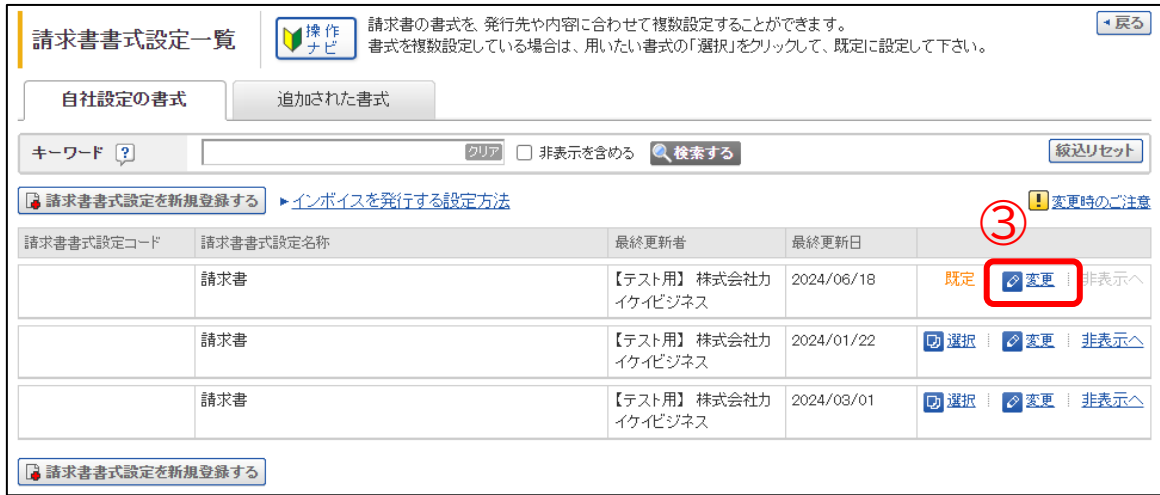 請求書書式設定一覧
操作ナビ
請求書の書式を、発行先や内容に合わせて複数設定することができます。
書式を複数設定している場合は、用いたい書式の「選択」をクリックして、既定に設定して下さい。
戻る
自社設定の書式 追加された書式
キーワード ? クリア 非表示を含める 検索する 絞込リセット
請求書書式設定を新規登録する インボイスを発行する設定方法 変更時のご注意
③
請求書書式設定コード 請求書書式設定名称 最終更新者 最終更新日
請求書 【テスト用】 株式会社カ 2024/06/18 既定 変更 非表示へ
イケイビジネス
請求書 【テスト用】 株式会社カ 2024/01/22 選択 変更 非表示へ
イケイビジネス
請求書 【テスト用】 株式会社カ 2024/03/01 選択 変更 非表示へ
イケイビジネス
請求書書式設定を新規登録する